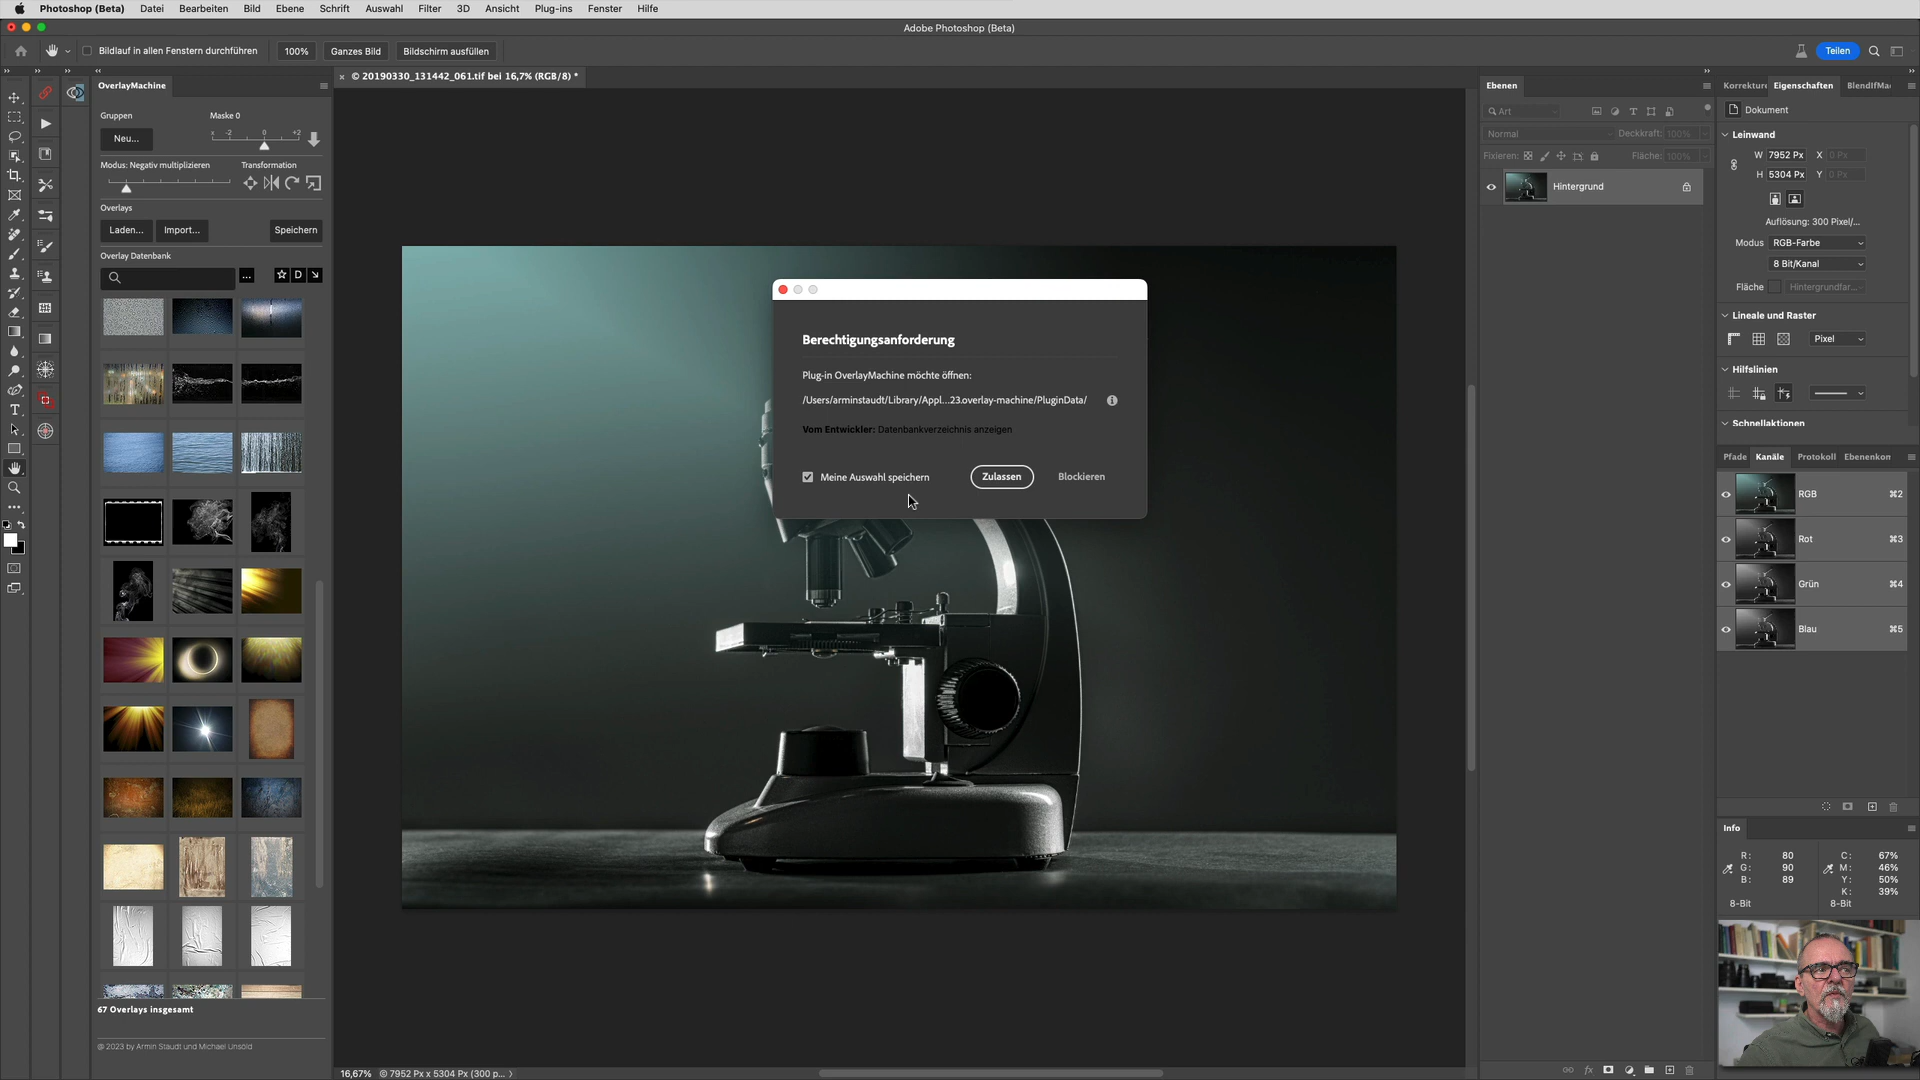 Photoshop (Beta) Datei Bearbeiten Bild Ebene Schrift Auswahl Filter 3D Ansicht Plug-ins Fenster Hilfe
Adobe Photoshop (Beta)
Bildlauf in allen Fenstern durchführen 100% Ganzes Bild Bildschirm ausfüllen Teilen
OverlayMachine
× © 20190330_131442_061.tif bei 16,7% (RGB/8) *
Gruppen Maske 0
Neu... x -2 0 +2
Modus: Negativ multiplizieren Transformation
Overlays
Laden... Import... Speichern
Overlay Datenbank
... D
67 Overlays insgesamt
@ 2023 by Armin Staudt und Michael Unsöld
Berechtigungsanforderung
Plug-in OverlayMachine möchte öffnen:
/Users/arminstaudt/Library/Appl...23.overlay-machine/PluginData/
Vom Entwickler: Datenbankverzeichnis anzeigen
Meine Auswahl speichern Zulassen Blockieren
16,67% © 7952 Px x 5304 Px (300 p...
Ebenen
Art
Normal Deckkraft: 100%
Fixieren: Fläche: 100%
Hintergrund
fx
Korrekture Eigenschaften BlendIfMa
Dokument
Leinwand
W 7952 Px X 0 Px
H 5304 Px Y 0 Px
Auflösung: 300 Pixel/...
Modus RGB-Farbe
8 Bit/Kanal
Fläche Hintergrundfar...
Lineale und Raster
Pixel
Hilfslinien
Schnellaktionen
Pfade Kanäle Protokoll Ebenenkon
RGB ⌘2
Rot ⌘3
Grün ⌘4
Blau ⌘5
Info
R: 80 C: 67%
G: 90 M: 46%
B: 89 Y: 50%
K: 39%
8-Bit 8-Bit